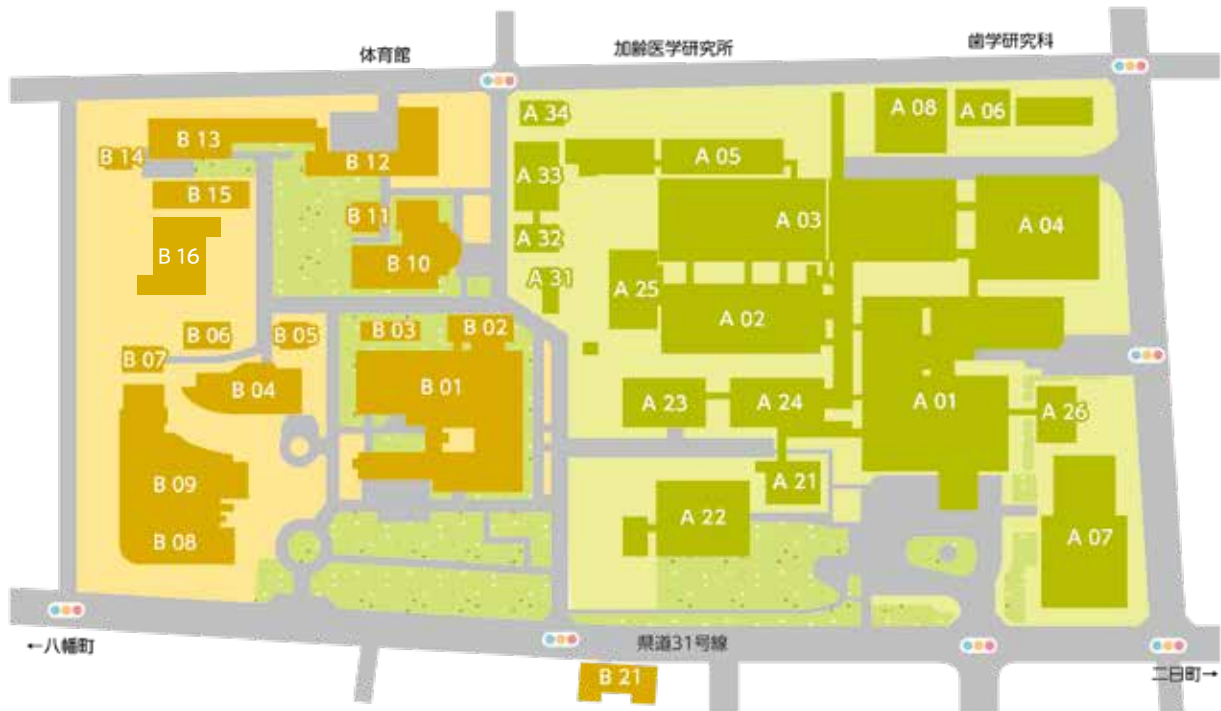 体育館
加齢医学研究所
歯学研究科
A 34
B 13
B 14
B 12
B 15
B 11
B 16
B 10
A 33
A 32
A 31
A 05
A 08
A 06
A 03
A 04
A 25
A 02
B 06
B 05
B 03
B 02
B 07
B 04
B 01
A 23
A 24
A 01
A 26
B 09
B 08
A 22
A 21
A 07
←八幡町
県道31号線
二日町→
B 21